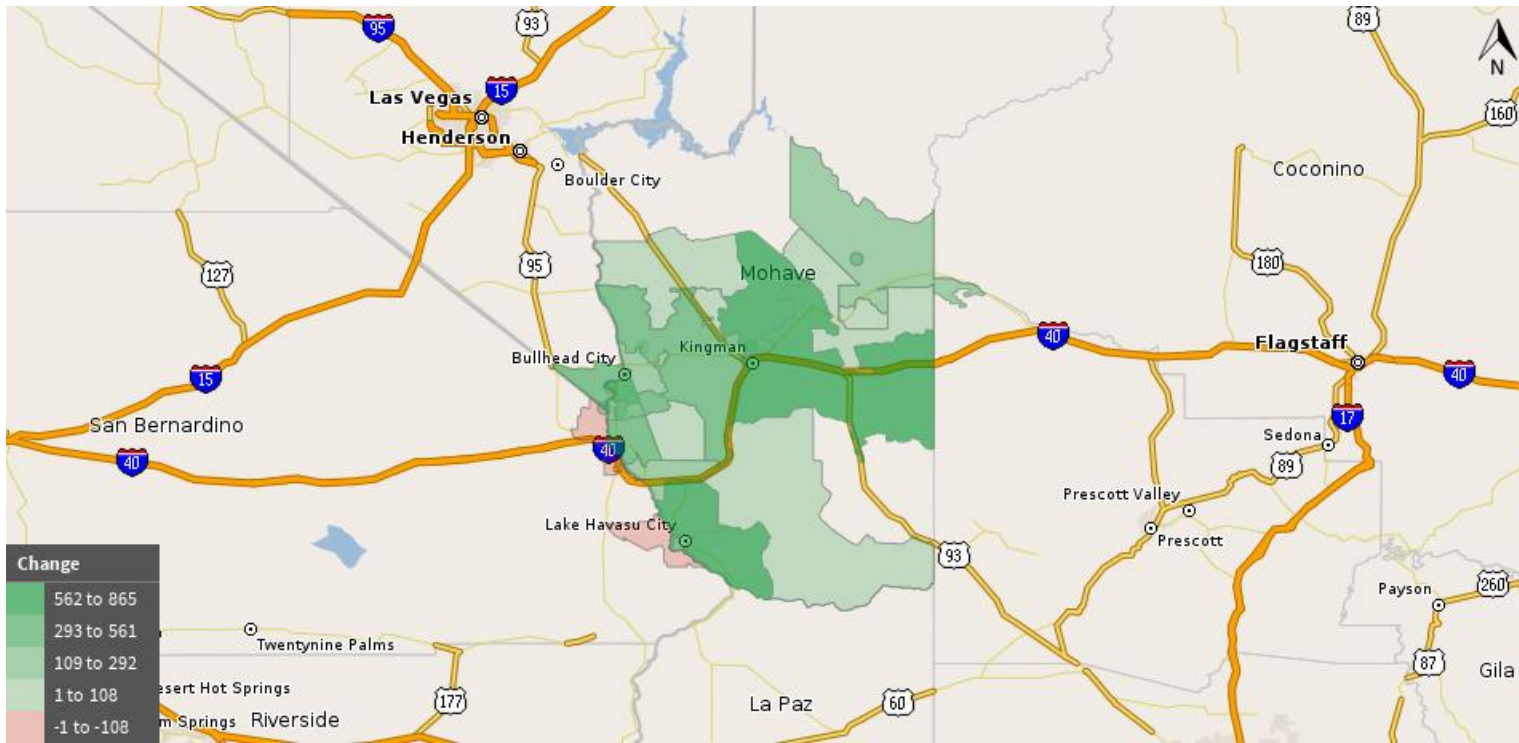 95
93
89
N
15
Las Vegas
160
Henderson
Boulder City
Coconino
127
95
180
Mohave
40
Flagstaff
Kingman
Bullhead City
15
40
17
San Bernardino
40
40
Sedona
89
Prescott Valley
Lake Havasu City
Prescott
93
Change
562 to 865
293 to 561
109 to 292
1 to 108
-1 to -108
260
Payson
Twentynine Palms
87
Gila
esert Hot Springs
177
La Paz
60
m Springs
Riverside